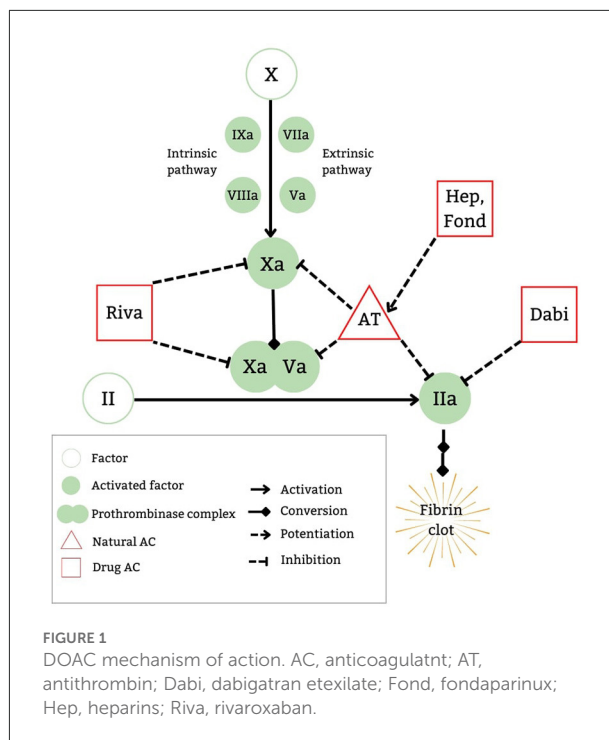 X
IXa
VIIa
Intrinsic
pathway
Extrinsic
pathway
VIIIa
Va
Hep,
Fond
Xa
Riva
AT
Dabi
Xa
Va
II
IIa
Factor
Activated factor
Prothrombinase complex
Natural AC
Drug AC
Activation
Conversion
Potentiation
Inhibition
Fibrin
clot
FIGURE 1
DOAC mechanism of action. AC, anticoagulatnt; AT,
antithrombin; Dabi, dabigatran etexilate; Fond, fondaparinux;
Hep, heparins; Riva, rivaroxaban.